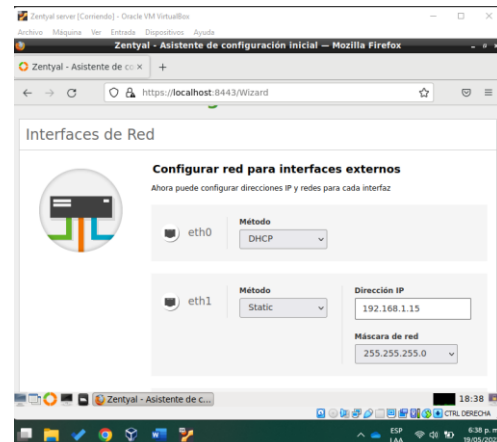 Zentyal server [Corriendo] - Oracle VM VirtualBox
Archivo Máquina Ver Entrada Dispositivos Ayuda
Zentyal - Asistente de configuración inicial — Mozilla Firefox
Zentyal - Asistente de co
https://localhost:8443/Wizard
Interfaces de Red
Configurar red para interfaces externos
Ahora puede configurar direcciones IP y redes para cada interfaz
eth0
Método
DHCP
eth1
Método
Static
Dirección IP
192.168.1.15
Máscara de red
255.255.255.0
Zentyal - Asistente de c...
18:38
CTRL DERECHA
ESP
LAA
6:38 p. m.